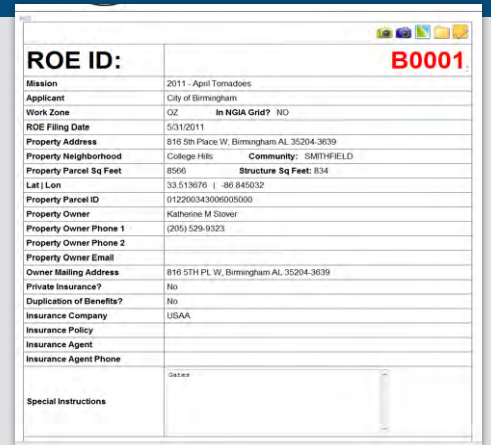 ROE ID: B0001
Mission 2011 - April Tornadoes
Applicant City of Birmingham
Work Zone OZ In NGIA Grid? NO
ROE Filing Date 5/31/2011
Property Address 816 5th Place W, Birmingham AL 35204-3639
Property Neighborhood College Hills Community: SMITHFIELD
Property Parcel Sq Feet 8566 Structure Sq Feet: 834
Lat | Lon 33.513676 | -86.845032
Property Parcel ID 012200343006005000
Property Owner Katherine M Stover
Property Owner Phone 1 (205) 529-9323
Property Owner Phone 2
Property Owner Email
Owner Mailing Address 816 5TH PL W, Birmingham AL 35204-3639
Private Insurance? No
Duplication of Benefits? No
Insurance Company USAA
Insurance Policy
Insurance Agent
Insurance Agent Phone
Special Instructions Gates